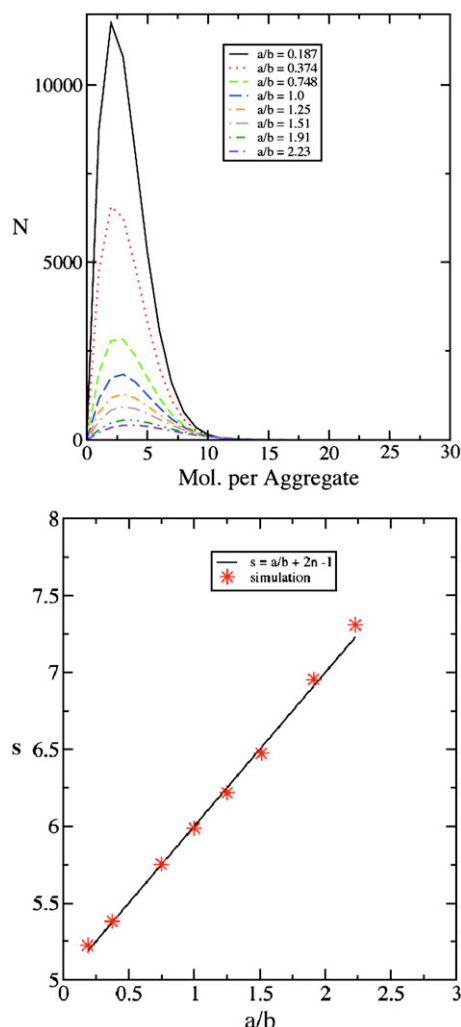 a/b = 0.187
a/b = 0.374
a/b = 0.748
a/b = 1.0
a/b = 1.25
a/b = 1.51
a/b = 1.91
a/b = 2.23
10000
N
5000
0
0 5 10 15 20 25 30
Mol. per Aggregate
8
s = a/b + 2n -1
simulation
7.5
7
s
6.5
6
5.5
5
0 0.5 1 1.5 2 2.5 3
a/b